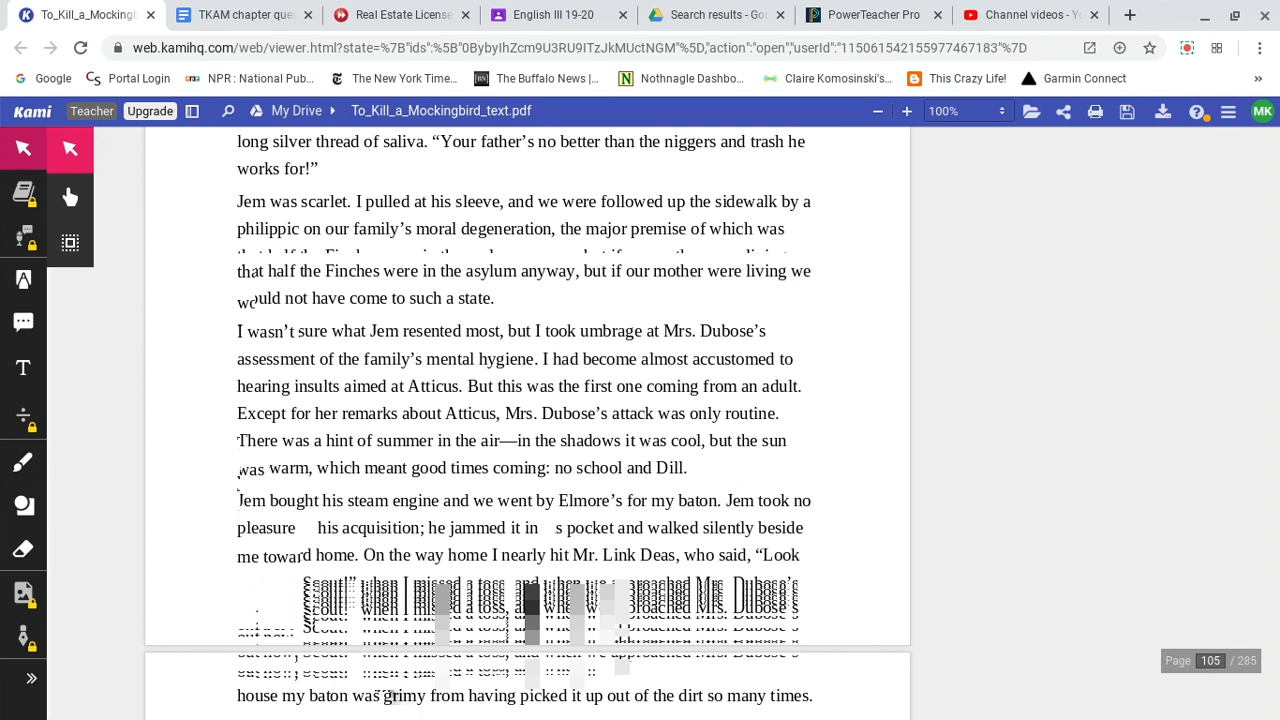 To_Kill_a_Mockingb
TKAM chapter ques
Real Estate License
English III 19-20
Search results - Goo
PowerTeacher Pro
Channel videos - Yo
web.kamihq.com/web/viewer.html?state=%7B"ids":%5B"0BybyIhZcm9U3RU9ITzJkMUctNGM"%5D,"action":"open","userId":"115061542155977467183"%7D
Google
Portal Login
NPR : National Pub...
The New York Time...
The Buffalo News |...
Nothnagle Dashbo...
Claire Komosinski's...
This Crazy Life!
Garmin Connect
Kami
Teacher
Upgrade
My Drive
To_Kill_a_Mockingbird_text.pdf
100%
MK
long silver thread of saliva. “Your father’s no better than the niggers and trash he
works for!”
Jem was scarlet. I pulled at his sleeve, and we were followed up the sidewalk by a
philippic on our family’s moral degeneration, the major premise of which was
that half the Finches were in the asylum anyway, but if our mother were living we
would not have come to such a state.
I wasn’t sure what Jem resented most, but I took umbrage at Mrs. Dubose’s
assessment of the family’s mental hygiene. I had become almost accustomed to
hearing insults aimed at Atticus. But this was the first one coming from an adult.
Except for her remarks about Atticus, Mrs. Dubose’s attack was only routine.
There was a hint of summer in the air—in the shadows it was cool, but the sun
was warm, which meant good times coming: no school and Dill.
Jem bought his steam engine and we went by Elmore’s for my baton. Jem took no
pleasure his acquisition; he jammed it in s pocket and walked silently beside
me toward home. On the way home I nearly hit Mr. Link Deas, who said, “Look
Scout!” when I missed a toss, and when we approached Mrs. Dubose’s
house my baton was grimy from having picked it up out of the dirt so many times.
Page 105 / 285